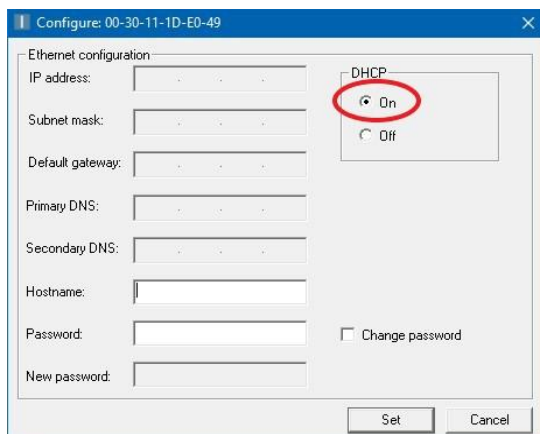 Configure: 00-30-11-1D-E0-49
Ethernet configuration
IP address:
DHCP
On
Subnet mask:
Off
Default gateway:
Primary DNS:
Secondary DNS:
Hostname:
Password:
Change password
New password:
Set
Cancel